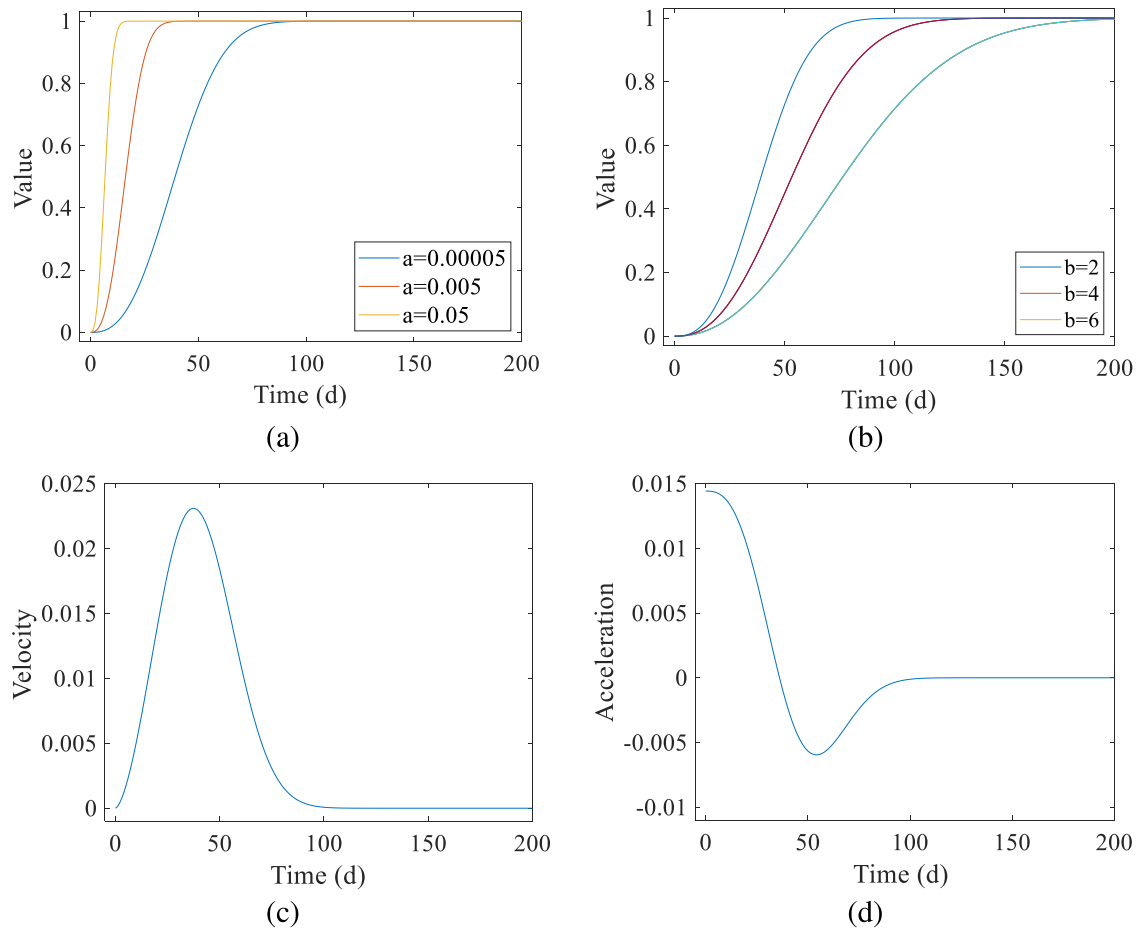 1
0.8
0.6
0.4
0.2
0
Value
a=0.00005
a=0.005
a=0.05
0 50 100 150 200
Time (d)
(a)
1
0.8
0.6
0.4
0.2
0
Value
b=2
b=4
b=6
0 50 100 150 200
Time (d)
(b)
0.025
0.02
0.015
0.01
0.005
0
Velocity
0 50 100 150 200
Time (d)
(c)
0.015
0.01
0.005
0
-0.005
-0.01
Acceleration
0 50 100 150 200
Time (d)
(d)